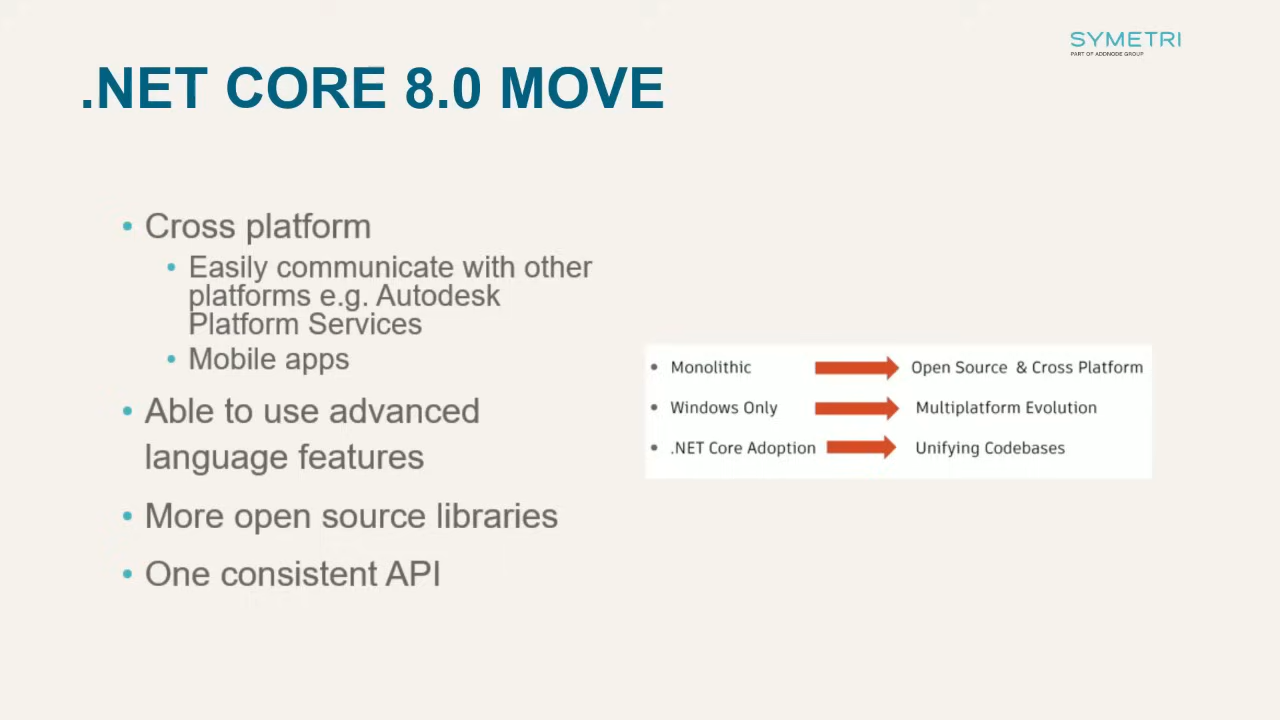 SYMETRI
PART OF ADDNODE GROUP
.NET CORE 8.0 MOVE
• Cross platform
• Easily communicate with other
platforms e.g. Autodesk
Platform Services
• Mobile apps
• Able to use advanced
language features
• More open source libraries
• One consistent API
• Monolithic Open Source & Cross Platform
• Windows Only Multiplatform Evolution
• .NET Core Adoption Unifying Codebases